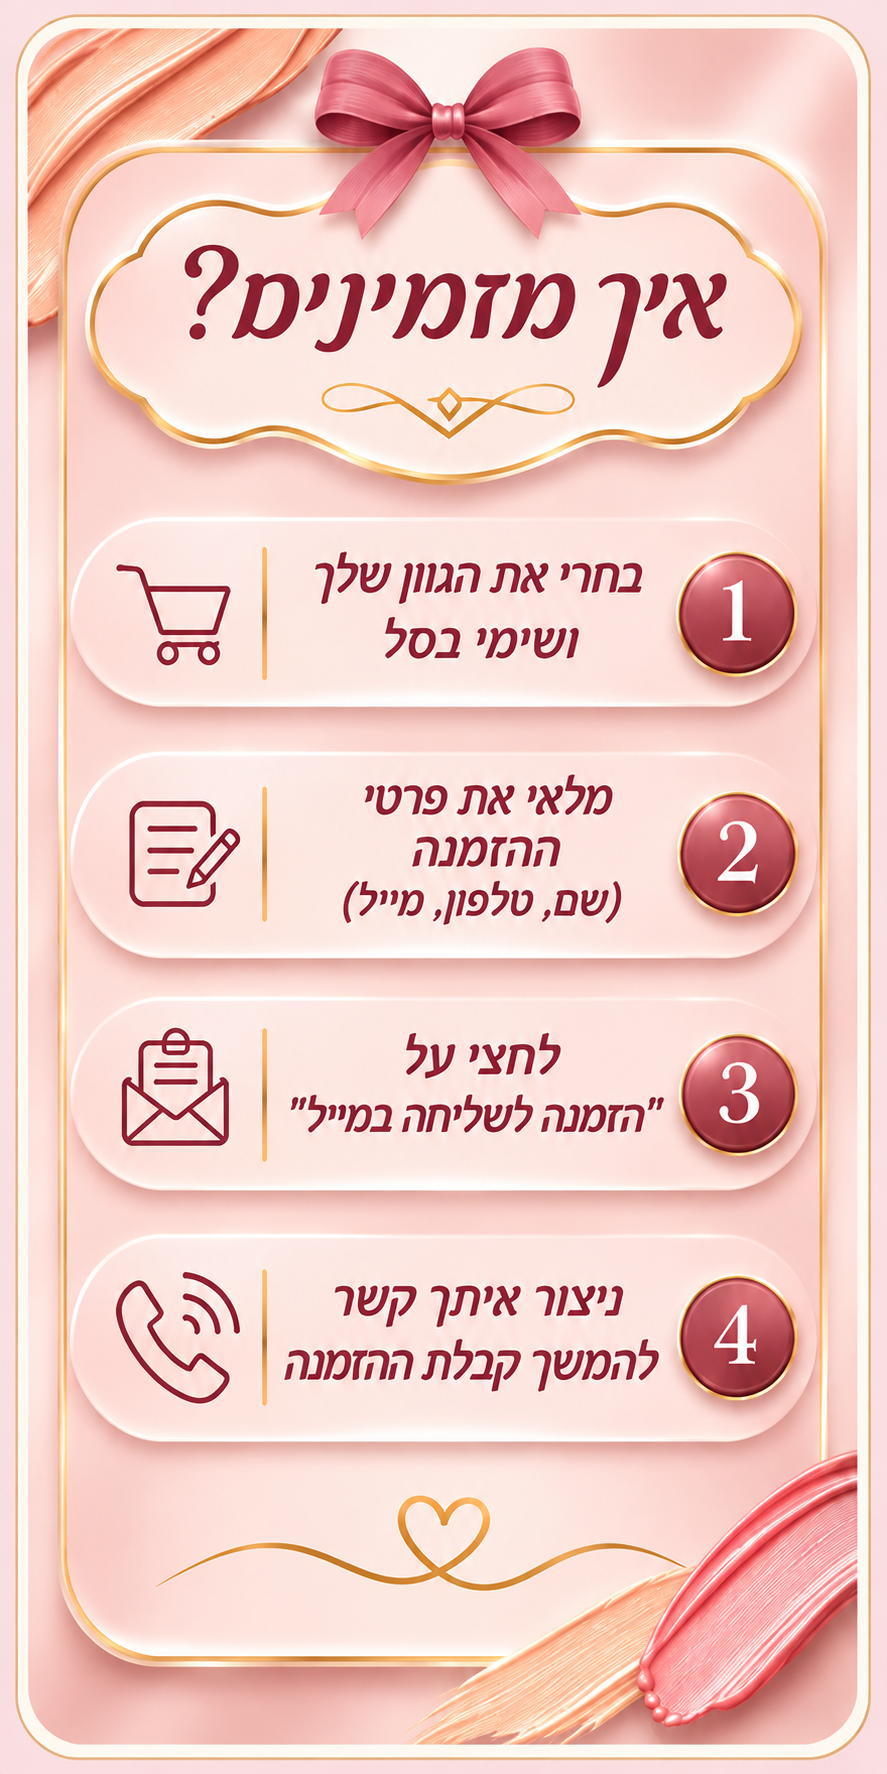 איך מזמינים?
1
בחרי את הגוון שלך
ושימי בסל
2
מלאי את פרטי
ההזמנה
(שם, טלפון, מייל)
3
לחצי על
"הזמנה לשליחה במייל"
4
ניצור איתך קשר
להמשך קבלת ההזמנה